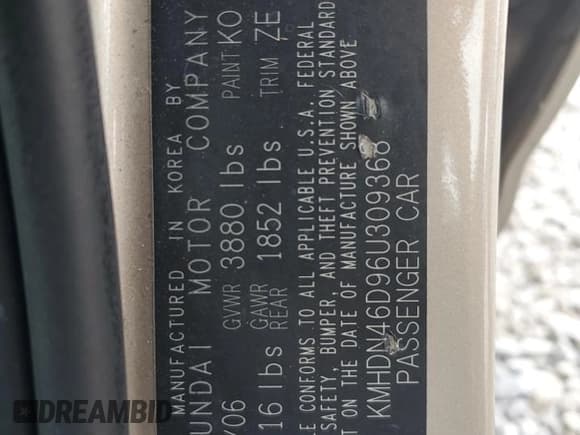 MANUFACTURED IN KOREA BY
UNDAI MOTOR COMPANY
Y06 GVWR 3880 lbs PAINT KO
16 lbs GAWR REAR 1852 lbs TRIM ZE
E CONFORMS TO ALL APPLICABLE U.S.A. FEDERAL
SAFETY, BUMPER, AND THEFT PREVENTION STANDARD
T ON THE DATE OF MANUFACTURE SHOWN ABOVE
KMHDN46D96U309368
PASSENGER CAR
DREAMBID